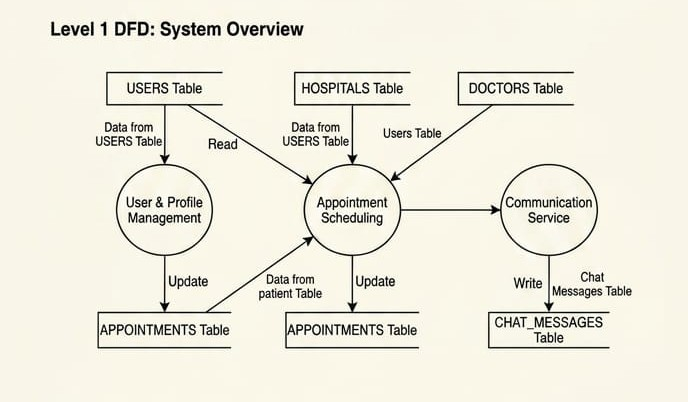 Level 1 DFD: System Overview
USERS Table
HOSPITALS Table
DOCTORS Table
Data from
USERS Table
Read
Data from
USERS Table
Users Table
User & Profile
Management
Appointment
Scheduling
Communication
Service
Update
Data from
patient Table
Update
Write
Chat
Messages Table
APPOINTMENTS Table
APPOINTMENTS Table
CHAT_MESSAGES
Table